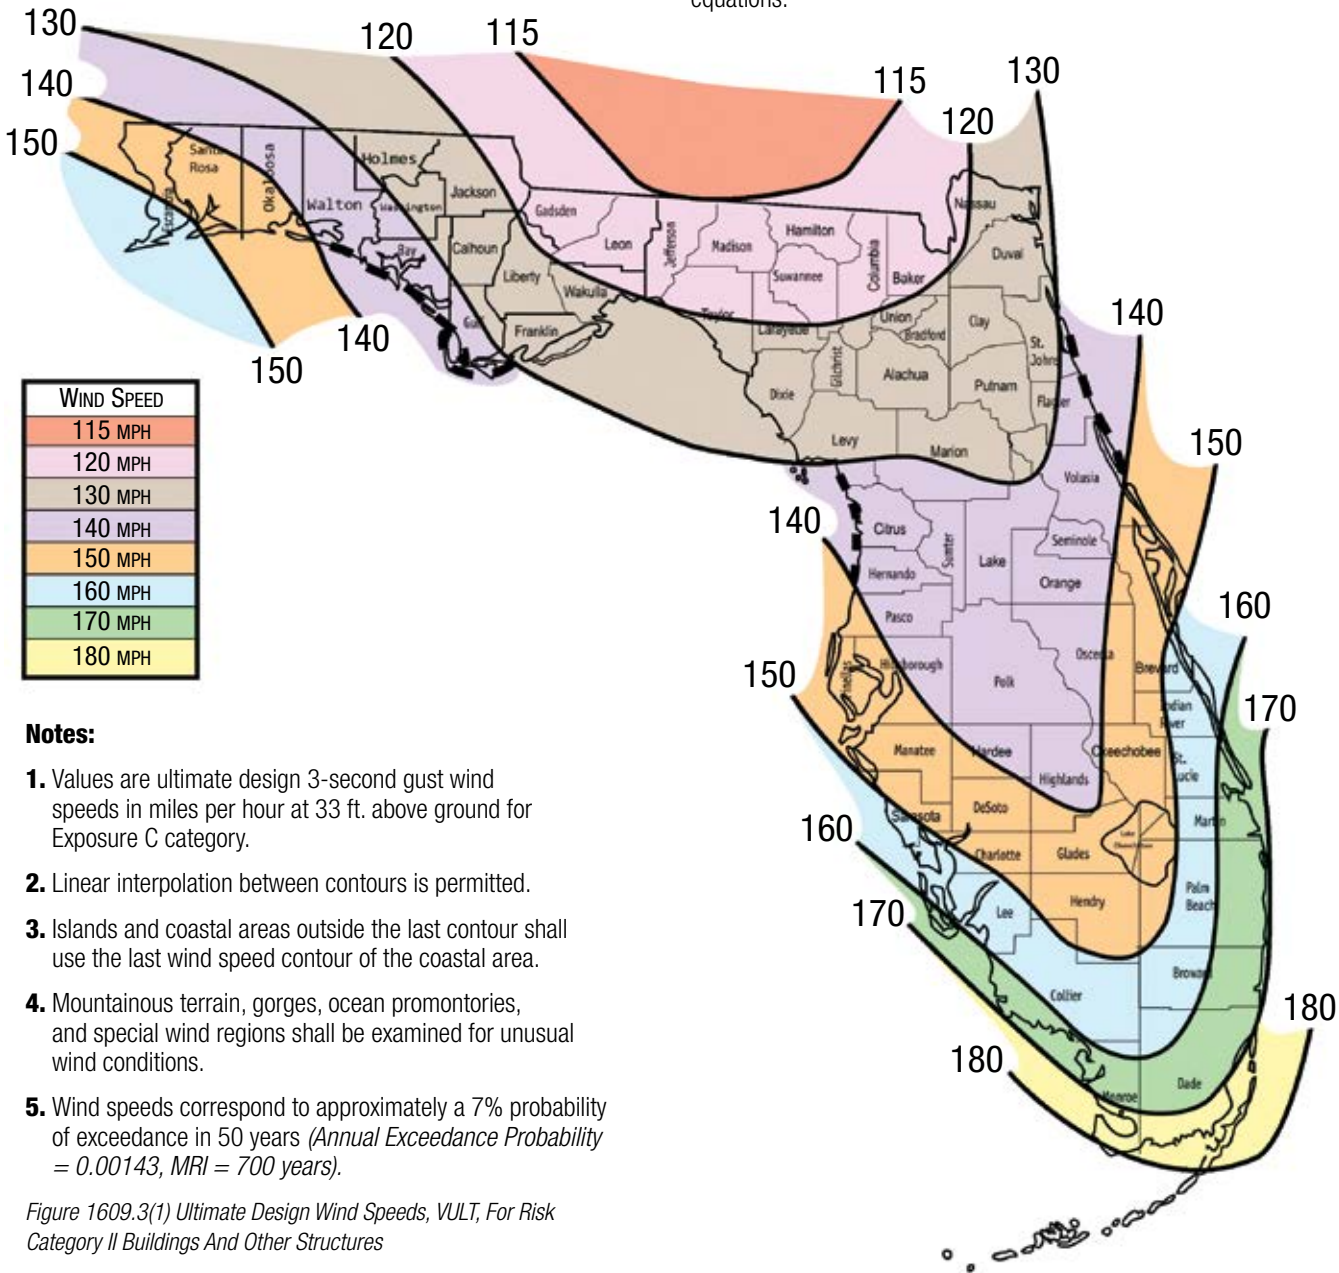 equations.
130
120
115
115
130
140
120
150
Santa
Rosa
Okaloosa
Holmes
Walton
Washington
Jackson
Escambia
Bay
Calhoun
Gulf
Liberty
Gadsden
Leon
Wakulla
Franklin
Jefferson
Madison
Hamilton
Suwannee
Columbia
Baker
Nassau
Duval
Taylor
Lafayette
Union
Bradford
Clay
St.
Johns
Dixie
Gilchrist
Alachua
Putnam
Flagler
Levy
Marion
140
150
140
150
WIND SPEED
115 MPH
120 MPH
130 MPH
140 MPH
150 MPH
160 MPH
170 MPH
180 MPH
140
Volusia
Citrus
Sumter
Lake
Seminole
Hernando
Orange
Pasco
160
150
Pinellas
Hillsborough
Polk
Osceola
Brevard
Indian
River
170
Manatee
Hardee
Highlands
Okeechobee
St.
Lucie
160
Sarasota
DeSoto
Martin
Charlotte
Glades
Lake
Okeechobee
170
Lee
Hendry
Palm
Beach
Collier
Broward
180
180
Monroe
Dade
Notes:
1. Values are ultimate design 3-second gust wind
speeds in miles per hour at 33 ft. above ground for
Exposure C category.
2. Linear interpolation between contours is permitted.
3. Islands and coastal areas outside the last contour shall
use the last wind speed contour of the coastal area.
4. Mountainous terrain, gorges, ocean promontories,
and special wind regions shall be examined for unusual
wind conditions.
5. Wind speeds correspond to approximately a 7% probability
of exceedance in 50 years (Annual Exceedance Probability
= 0.00143, MRI = 700 years).
Figure 1609.3(1) Ultimate Design Wind Speeds, VULT, For Risk
Category II Buildings And Other Structures